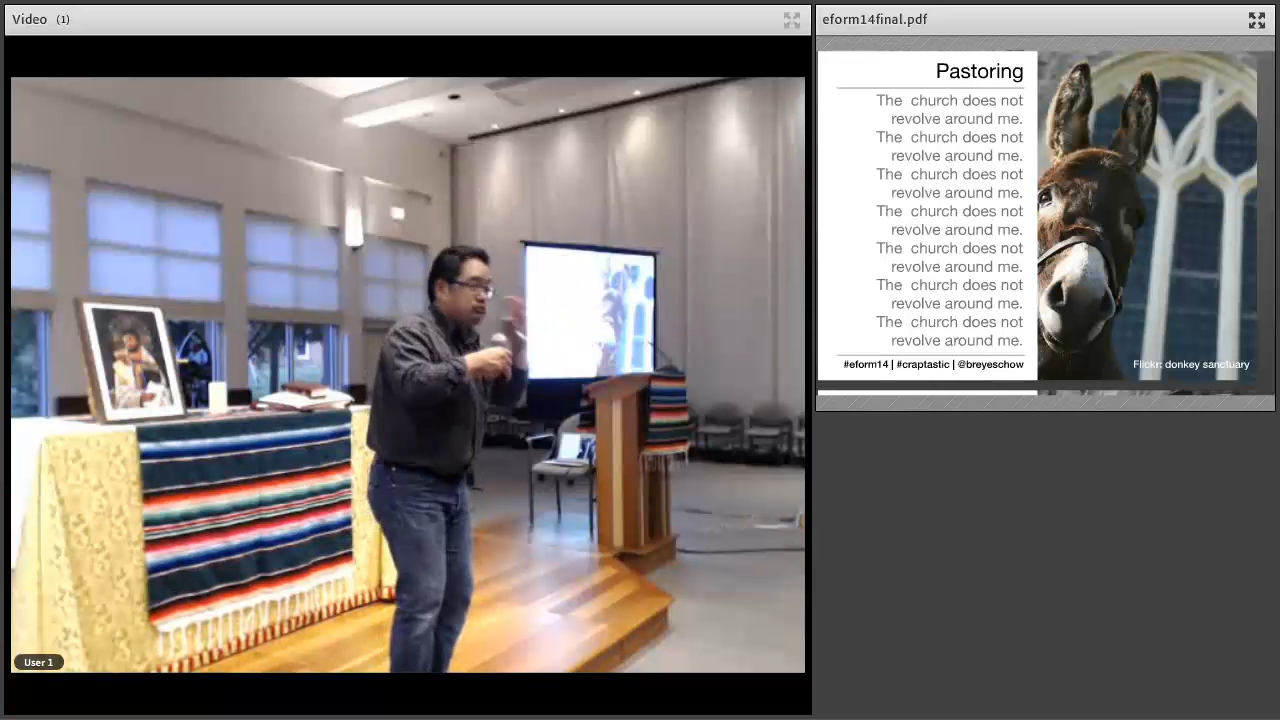 Video (1)
User 1
eform14final.pdf
Pastoring
The church does not
revolve around me.
The church does not
revolve around me.
The church does not
revolve around me.
The church does not
revolve around me.
The church does not
revolve around me.
The church does not
revolve around me.
The church does not
revolve around me.
#eform14 | #craptastic | @breyeschow
Flickr: donkey sanctuary